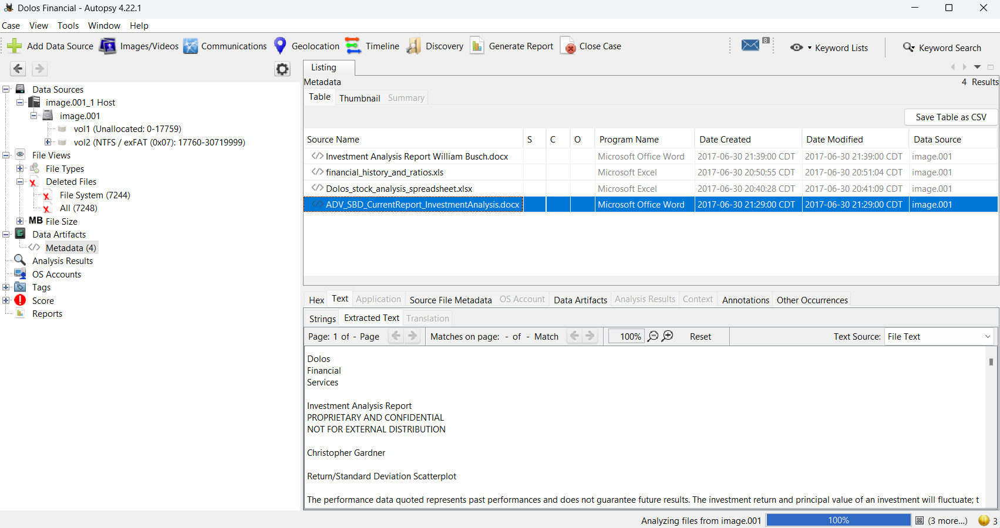 Dolos Financial - Autopsy 4.22.1
Case View Tools Window Help
Add Data Source Images/Videos Communications Geolocation Timeline Discovery Generate Report Close Case 8 Keyword Lists Keyword Search
Data Sources
image.001_1 Host
image.001
vol1 (Unallocated: 0-17759)
vol2 (NTFS / exFAT (0x07): 17760-30719999)
File Views
File Types
Deleted Files
File System (7244)
All (7248)
MB File Size
Data Artifacts
Metadata (4)
Analysis Results
OS Accounts
Tags
Score
Reports
Listing
Metadata
4 Results
Table Thumbnail Summary
Save Table as CSV
Source Name S C O Program Name Date Created Date Modified Data Source
Investment Analysis Report William Busch.docx Microsoft Office Word 2017-06-30 21:39:00 CDT 2017-06-30 21:39:00 CDT image.001
financial_history_and_ratios.xls Microsoft Excel 2017-06-30 20:50:55 CDT 2017-06-30 20:51:04 CDT image.001
Dolos_stock_analysis_spreadsheet.xlsx Microsoft Excel 2017-06-30 20:40:28 CDT 2017-06-30 20:41:09 CDT image.001
ADV_SBD_CurrentReport_InvestmentAnalysis.docx Microsoft Office Word 2017-06-30 21:29:00 CDT 2017-06-30 21:29:00 CDT image.001
Hex Text Application Source File Metadata OS Account Data Artifacts Analysis Results Context Annotations Other Occurrences
Strings Extracted Text Translation
Page: 1 of - Page Matches on page: - of - Match 100% Reset Text Source: File Text
Dolos
Financial
Services
Investment Analysis Report
PROPRIETARY AND CONFIDENTIAL
NOT FOR EXTERNAL DISTRIBUTION
Christopher Gardner
Return/Standard Deviation Scatterplot
The performance data quoted represents past performances and does not guarantee future results. The investment return and principal value of an investment will fluctuate; t
Analyzing files from image.001 100% (3 more...) 3